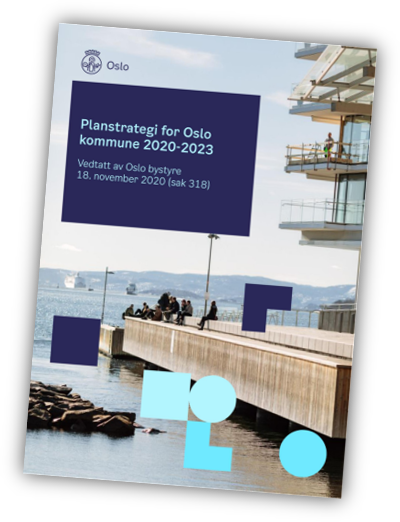 Oslo
Planstrategi for Oslo
kommune 2020-2023
Vedtatt av Oslo bystyre
18. november 2020 (sak 318)